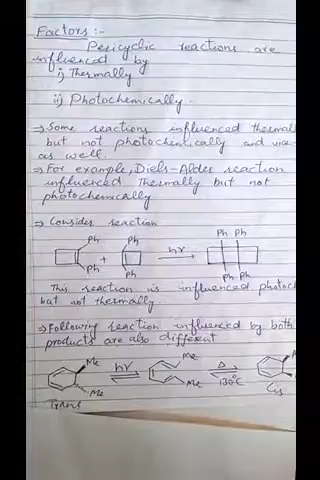 Factors :-
Pericyclic reactions are
influenced by
i) Thermally
ii) Photochemically.
⇒ Some reactions influenced thermall
but not photochemically and vice
as well.
⇒ For example, Diels-Alder reaction
influenced Thermally but not
photochemically
⇒ Consider reaction
Ph Ph Ph Ph
+ hν
Ph Ph Ph Ph
This reaction is influenced photoc
but not thermally.
⇒ Following reaction influenced by both
products are also different
Me hν Me Δ
Me Me 130°C
Trans Cis